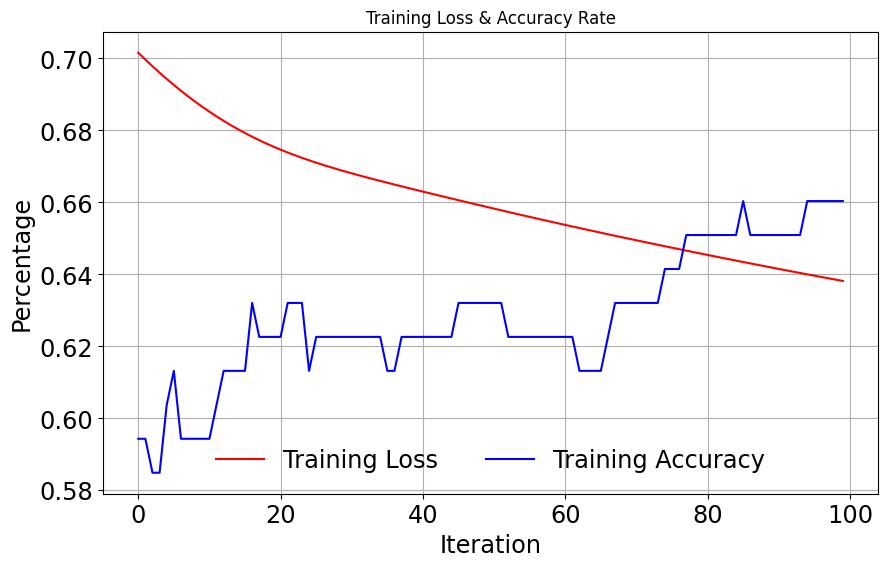 Training Loss & Accuracy Rate
Percentage
0.70
0.68
0.66
0.64
0.62
0.60
0.58
Training Loss
Training Accuracy
0 20 40 60 80 100
Iteration